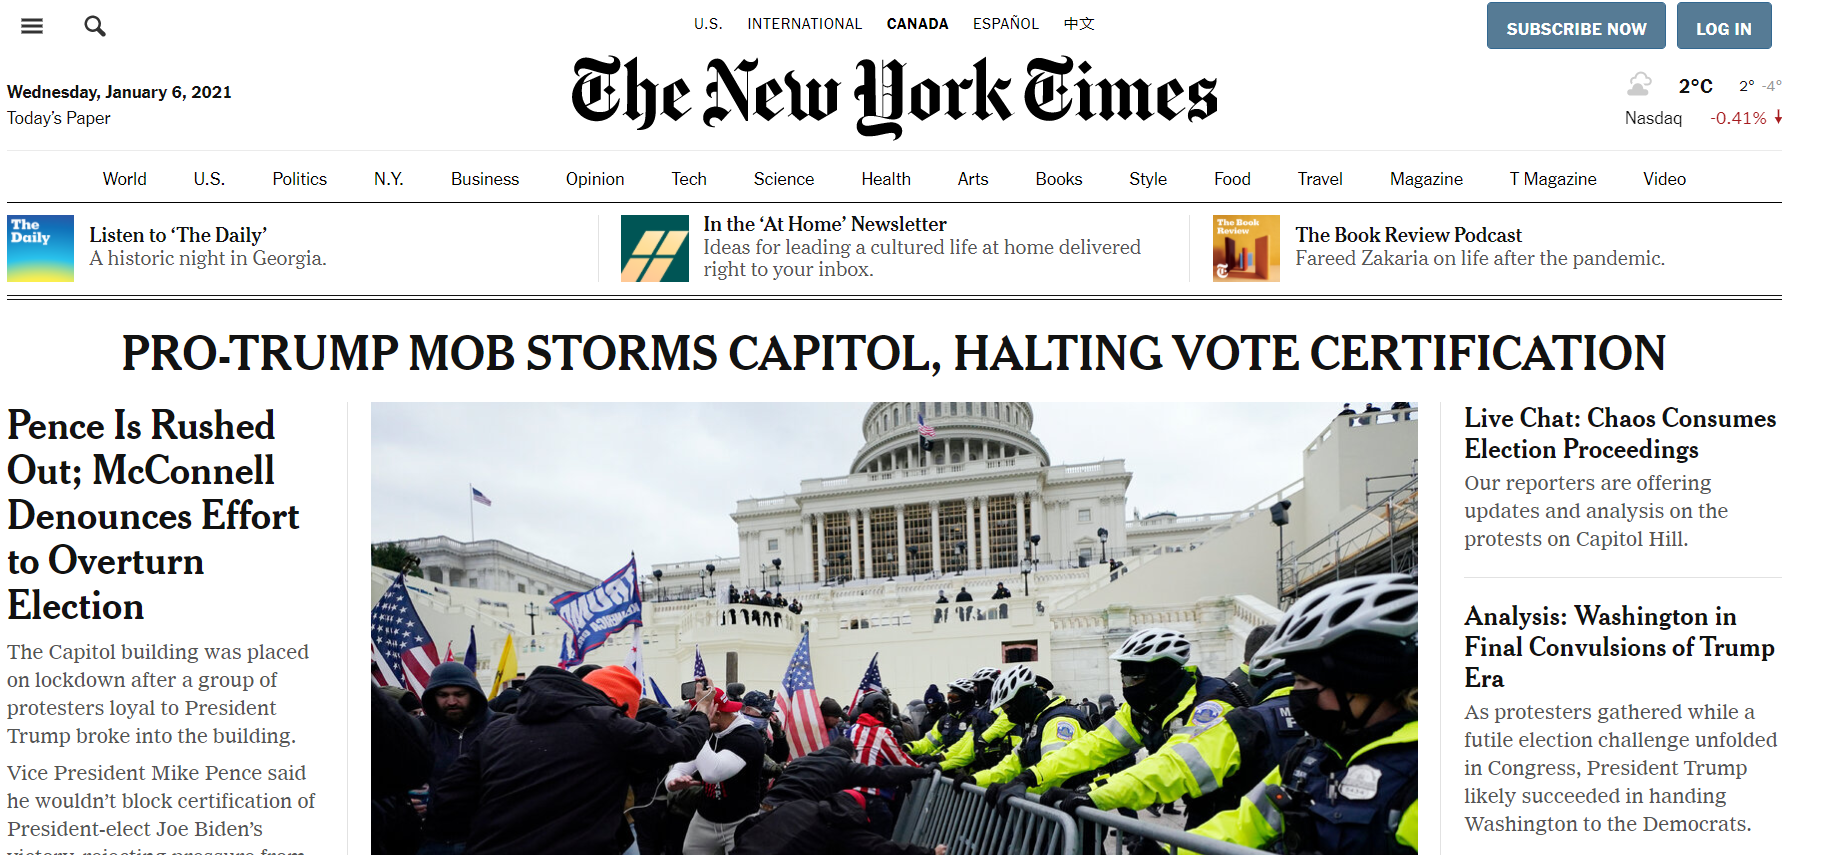 U.S. INTERNATIONAL CANADA ESPAÑOL 中文
SUBSCRIBE NOW LOG IN
Wednesday, January 6, 2021
Today's Paper
The New York Times
2°C 2° -4°
Nasdaq -0.41%
World U.S. Politics N.Y. Business Opinion Tech Science Health Arts Books Style Food Travel Magazine T Magazine Video
The
Daily
Listen to ‘The Daily’
A historic night in Georgia.
In the ‘At Home’ Newsletter
Ideas for leading a cultured life at home delivered
right to your inbox.
The Book
Review
The Book Review Podcast
Fareed Zakaria on life after the pandemic.
PRO-TRUMP MOB STORMS CAPITOL, HALTING VOTE CERTIFICATION
Pence Is Rushed
Out; McConnell
Denounces Effort
to Overturn
Election
The Capitol building was placed
on lockdown after a group of
protesters loyal to President
Trump broke into the building.
Vice President Mike Pence said
he wouldn’t block certification of
President-elect Joe Biden’s
victory, rejecting pressure from
TRUMP
Live Chat: Chaos Consumes
Election Proceedings
Our reporters are offering
updates and analysis on the
protests on Capitol Hill.
Analysis: Washington in
Final Convulsions of Trump
Era
As protesters gathered while a
futile election challenge unfolded
in Congress, President Trump
likely succeeded in handing
Washington to the Democrats.